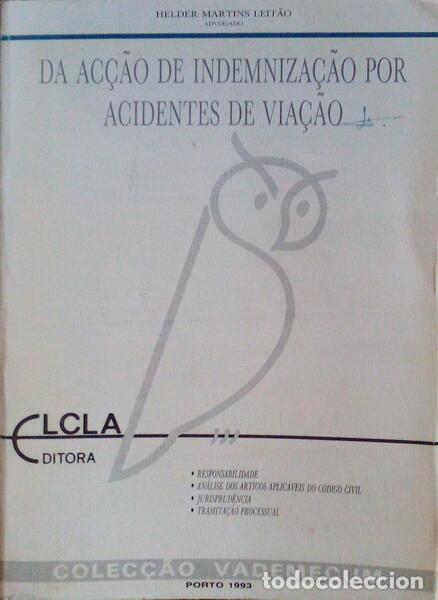 HELDER MARTINS LEITÃO
ADVOGADO
DA ACÇÃO DE INDEMNIZAÇÃO POR
ACIDENTES DE VIAÇÃO
ELCLA
EDITORA
• RESPONSABILIDADE
• ANÁLISE DOS ARTIGOS APLICÁVEIS DO CÓDIGO CIVIL
• JURISPRUDÊNCIA
• TRAMITAÇÃO PROCESSUAL
COLECÇÃO VADEMECUM
PORTO 1993
todocoleccion